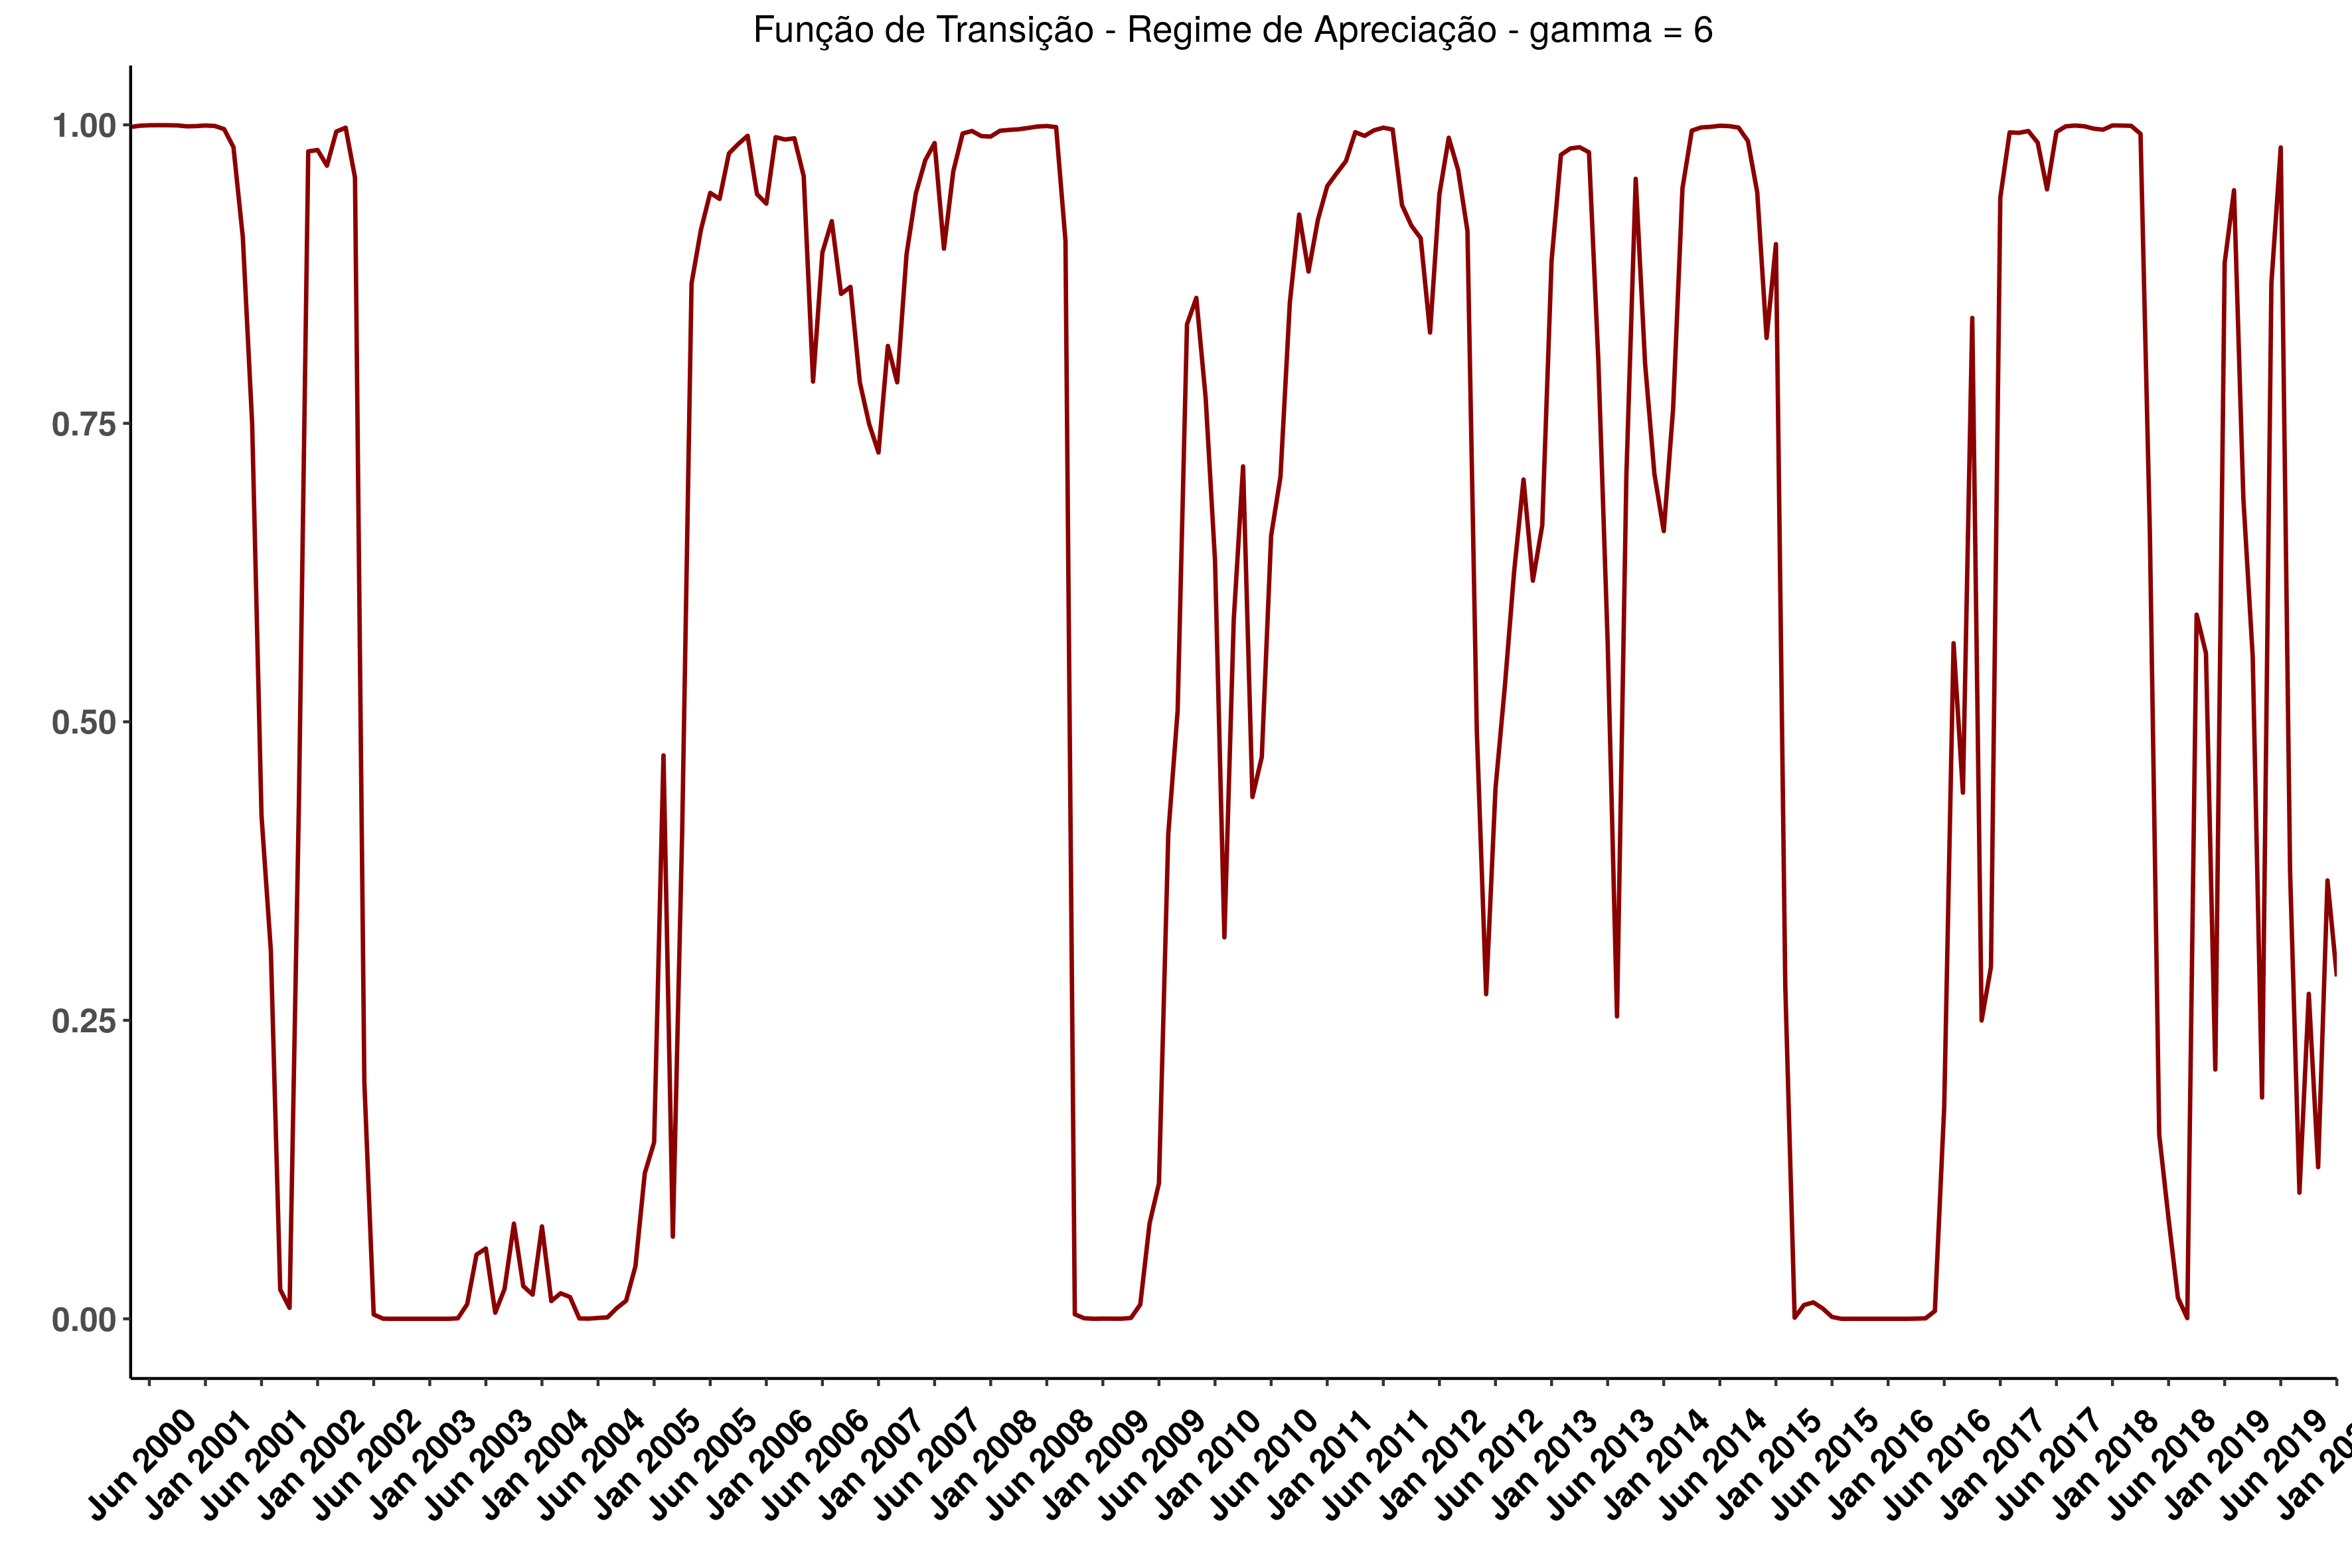 Função de Transição - Regime de Apreciação - gamma = 6
1.00
0.75
0.50
0.25
0.00
Jun 2000
Jan 2001
Jun 2001
Jan 2002
Jun 2002
Jan 2003
Jun 2003
Jan 2004
Jun 2004
Jan 2005
Jun 2005
Jan 2006
Jun 2006
Jan 2007
Jun 2007
Jan 2008
Jun 2008
Jan 2009
Jun 2009
Jan 2010
Jun 2010
Jan 2011
Jun 2011
Jan 2012
Jun 2012
Jan 2013
Jun 2013
Jan 2014
Jun 2014
Jan 2015
Jun 2015
Jan 2016
Jun 2016
Jan 2017
Jun 2017
Jan 2018
Jun 2018
Jan 2019
Jun 2019
Jan